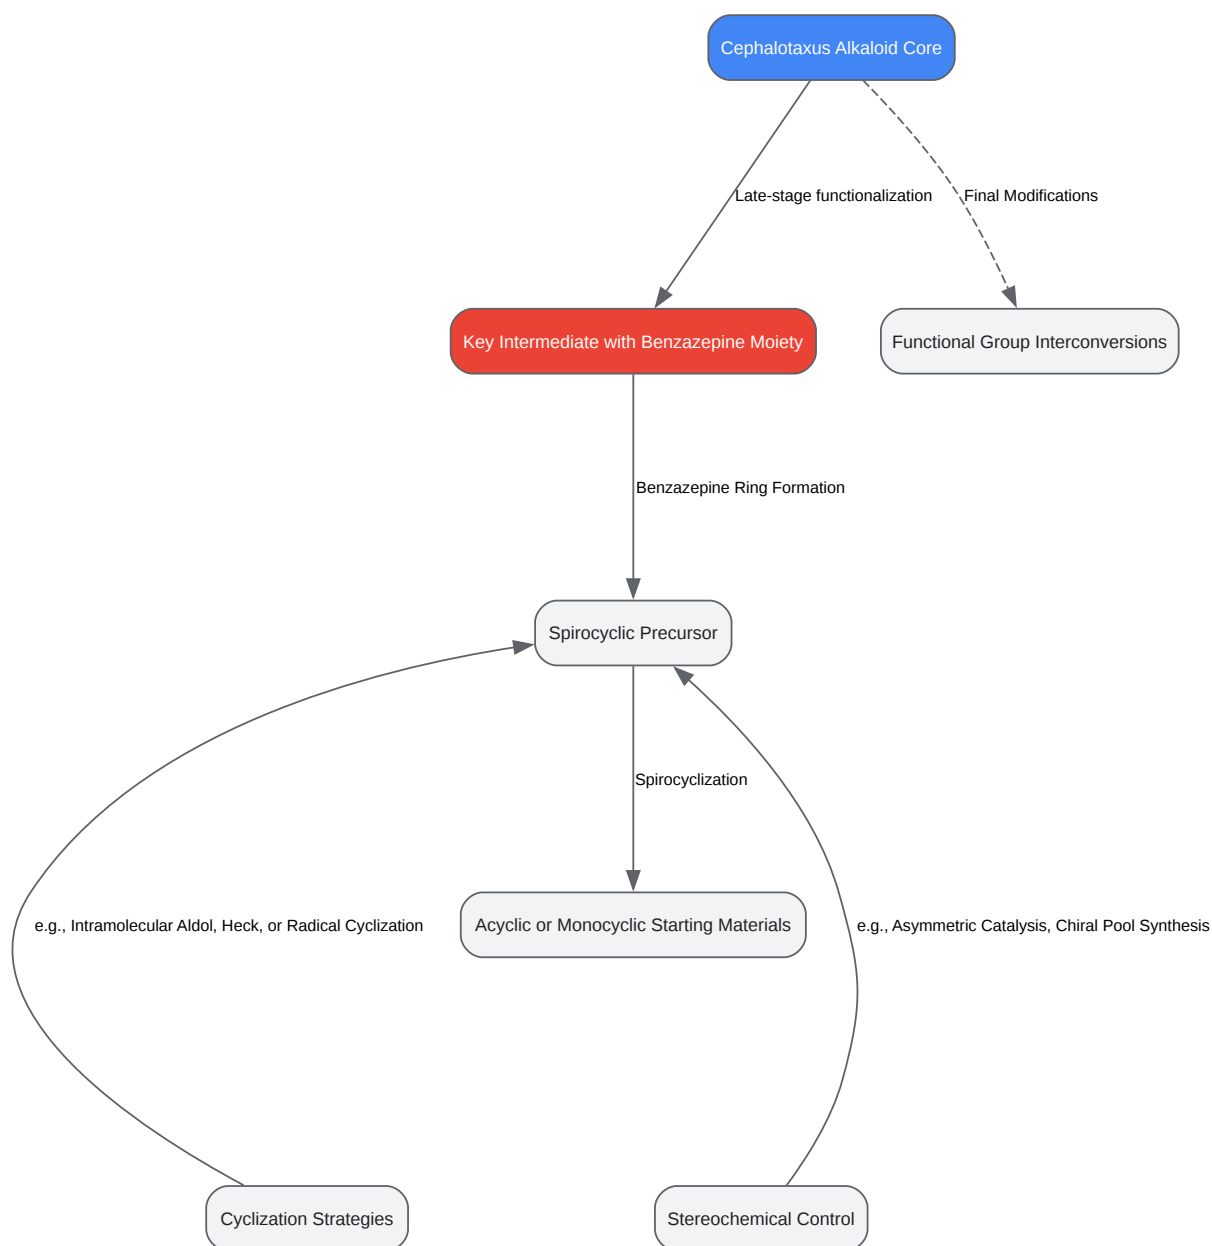 Cephalotaxus Alkaloid Core
Late-stage functionalization
Final Modifications
Key Intermediate with Benzazepine Moiety
Functional Group Interconversions
Benzazepine Ring Formation
Spirocyclic Precursor
Spirocyclization
e.g., Intramolecular Aldol, Heck, or Radical Cyclization
Acyclic or Monocyclic Starting Materials
e.g., Asymmetric Catalysis, Chiral Pool Synthesis
Cyclization Strategies
Stereochemical Control